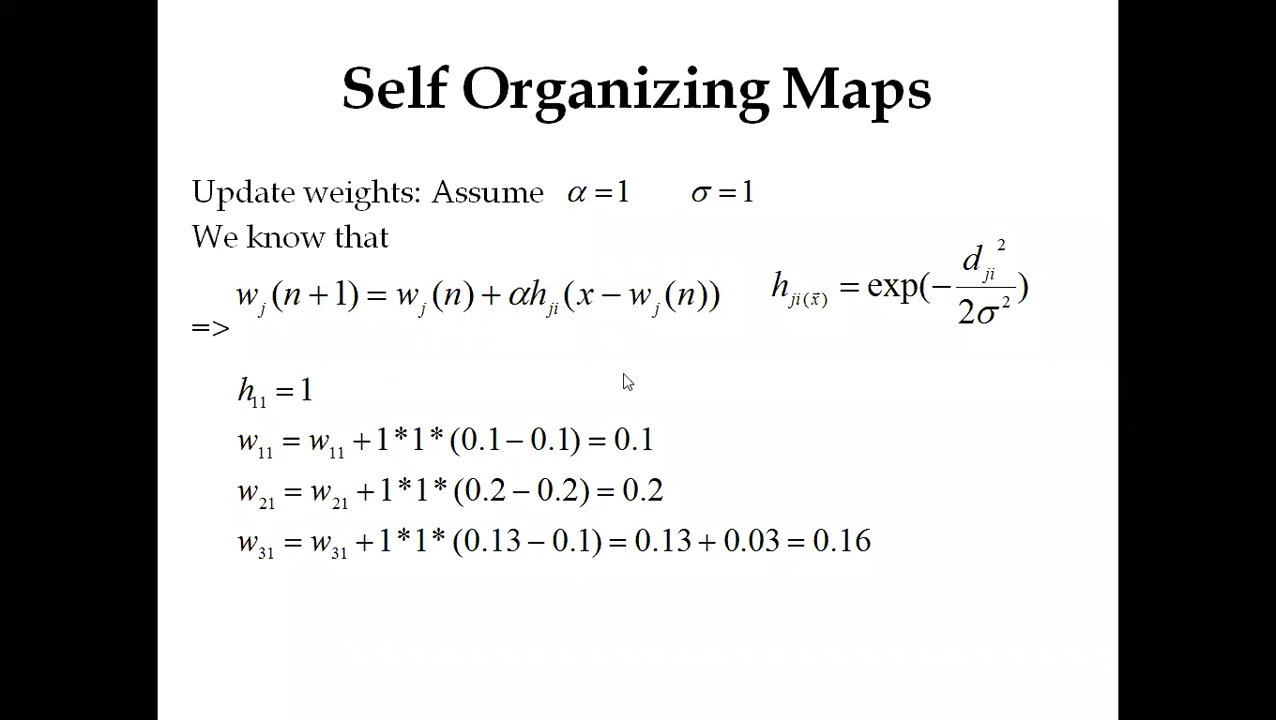 Self Organizing Maps
Update weights: Assume α = 1 σ = 1
We know that
w_j(n + 1) = w_j(n) + αh_ji(x − w_j(n)) h_ji(x⃗) = exp(− d_ji² / 2σ²)
=>
h_11 = 1
w_11 = w_11 + 1*1*(0.1 − 0.1) = 0.1
w_21 = w_21 + 1*1*(0.2 − 0.2) = 0.2
w_31 = w_31 + 1*1*(0.13 − 0.1) = 0.13 + 0.03 = 0.16